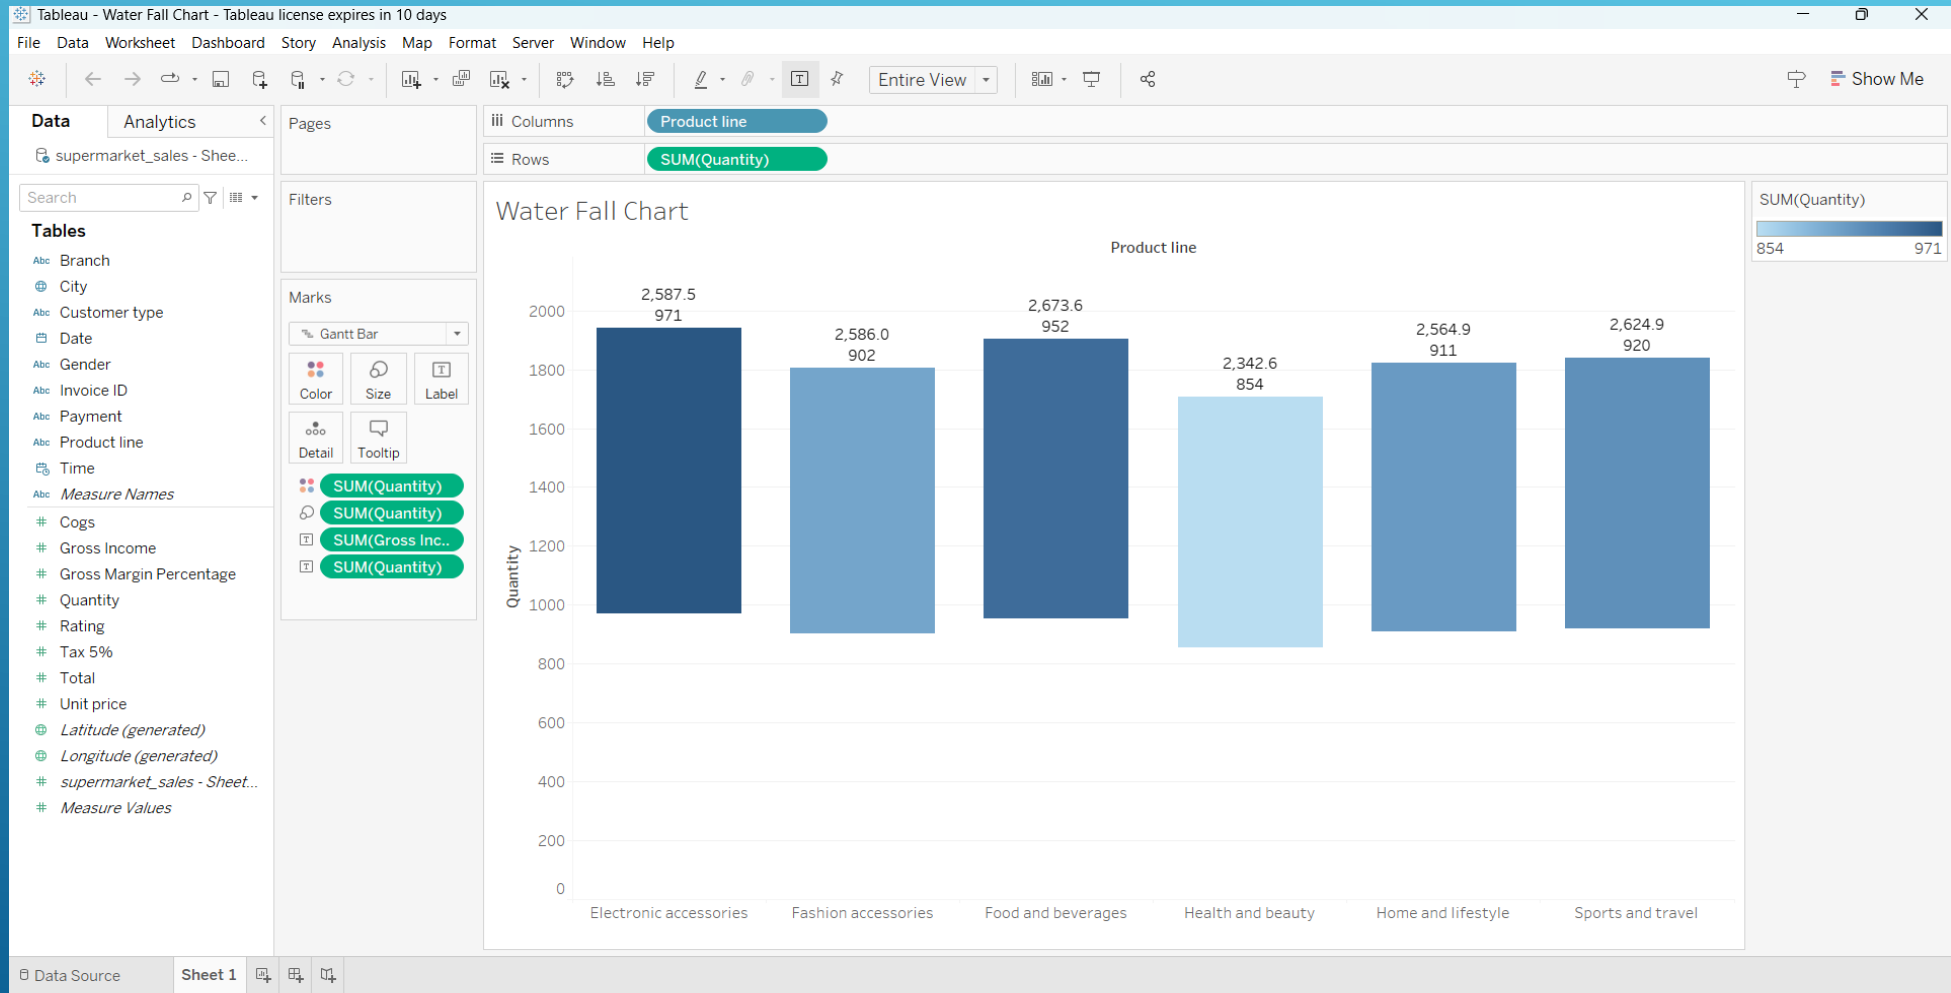 Tableau - Water Fall Chart - Tableau license expires in 10 days
File Data Worksheet Dashboard Story Analysis Map Format Server Window Help
Entire View
Show Me
Data Analytics
supermarket_sales - Shee...
Search
Tables
Abc Branch
City
Abc Customer type
Date
Abc Gender
Abc Invoice ID
Abc Payment
Abc Product line
Time
Abc Measure Names
# Cogs
# Gross Income
# Gross Margin Percentage
# Quantity
# Rating
# Tax 5%
# Total
# Unit price
Latitude (generated)
Longitude (generated)
# supermarket_sales - Sheet...
# Measure Values
Pages
Filters
Marks
Gantt Bar
Color Size Label
Detail Tooltip
SUM(Quantity)
SUM(Quantity)
SUM(Gross Inc..
SUM(Quantity)
Columns Product line
Rows SUM(Quantity)
Water Fall Chart
Product line
Quantity
2000
1800
1600
1400
1200
1000
800
600
400
200
0
2,587.5
971
2,586.0
902
2,673.6
952
2,342.6
854
2,564.9
911
2,624.9
920
Electronic accessories Fashion accessories Food and beverages Health and beauty Home and lifestyle Sports and travel
SUM(Quantity)
854 971
Data Source Sheet 1